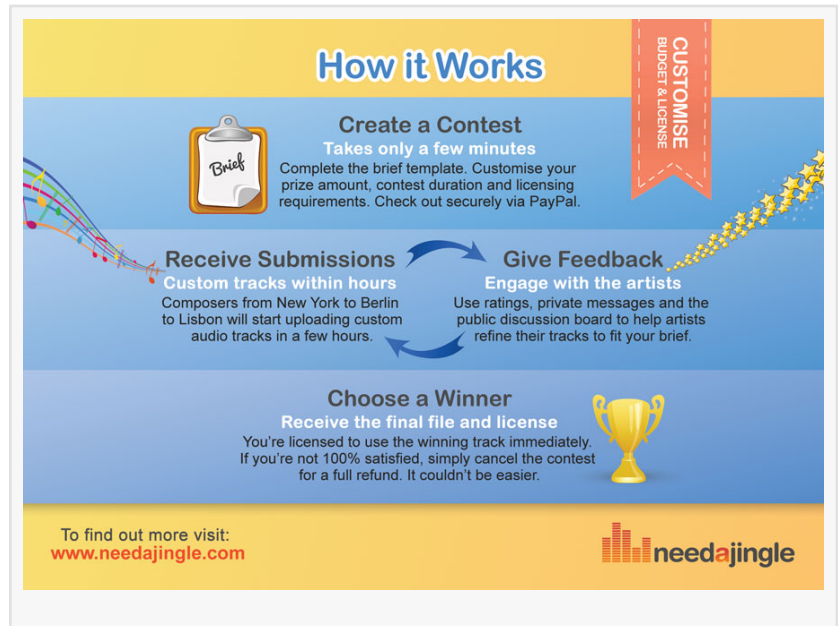 How it Works
CUSTOMISE
BUDGET & LICENSE
Create a Contest
Takes only a few minutes
Brief
Complete the brief template. Customise your
prize amount, contest duration and licensing
requirements. Check out securely via PayPal.
Receive Submissions
Custom tracks within hours
Composers from New York to Berlin
to Lisbon will start uploading custom
audio tracks in a few hours.
Give Feedback
Engage with the artists
Use ratings, private messages and the
public discussion board to help artists
refine their tracks to fit your brief.
Choose a Winner
Receive the final file and license
You're licensed to use the winning track immediately.
If you're not 100% satisfied, simply cancel the contest
for a full refund. It couldn't be easier.
To find out more visit:
www.needajingle.com
needajingle